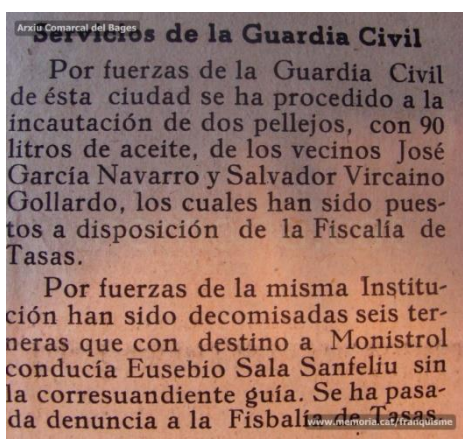 Arxiu Comarcal del Bages
Servicios de la Guardia Civil
Por fuerzas de la Guardia Civil
de ésta ciudad se ha procedido a la
incautación de dos pellejos, con 90
litros de aceite, de los vecinos José
García Navarro y Salvador Vircaino
Gollardo, los cuales han sido pues-
tos a disposición de la Fiscalía de
Tasas.
Por fuerzas de la misma Institu-
ción han sido decomisadas seis ter-
neras que con destino a Monistrol
conducía Eusebio Sala Sanfeliu sin
la corresuandiente guía. Se ha pasa-
da denuncia a la Fisbalía de Tasas.
www.memoria.cat/franquisme